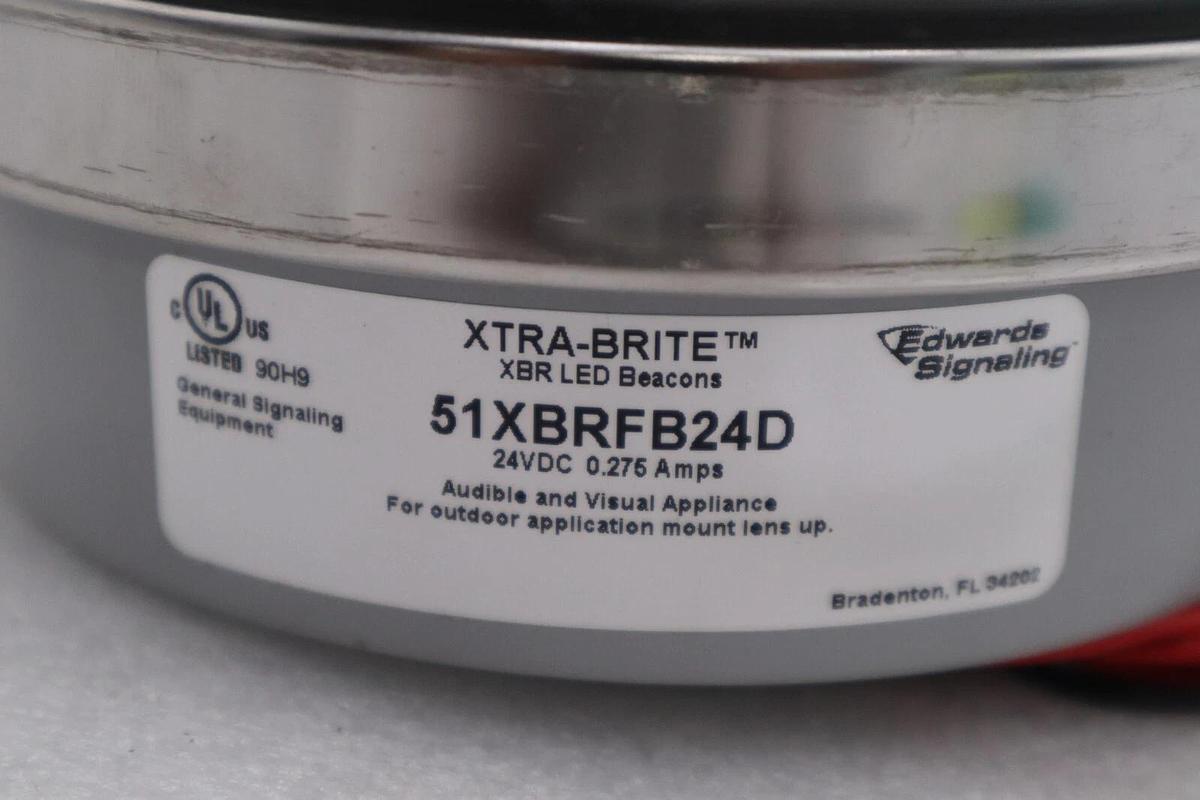 C UL US
LISTED 90H9
General Signaling
Equipment
XTRA-BRITE™
XBR LED Beacons
51XBRFB24D
24VDC 0.275 Amps
Audible and Visual Appliance
For outdoor application mount lens up.
Edwards
Signaling™
Bradenton, FL 34202